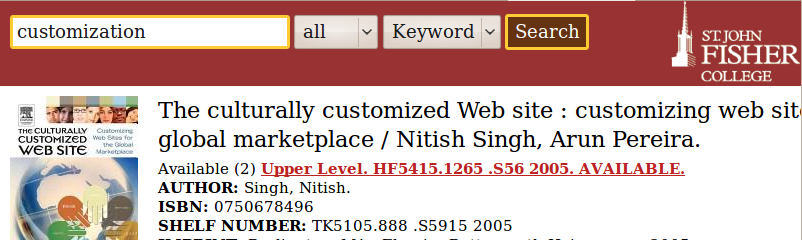 customization all Keyword Search
ST. JOHN
FISHER
COLLEGE
THE CULTURALLY
CUSTOMIZED
WEB SITE
Customizing
Web Sites for
the Global
Marketplace
The culturally customized Web site : customizing web sit
global marketplace / Nitish Singh, Arun Pereira.
Available (2) Upper Level. HF5415.1265 .S56 2005. AVAILABLE.
AUTHOR: Singh, Nitish.
ISBN: 0750678496
SHELF NUMBER: TK5105.888 .S5915 2005